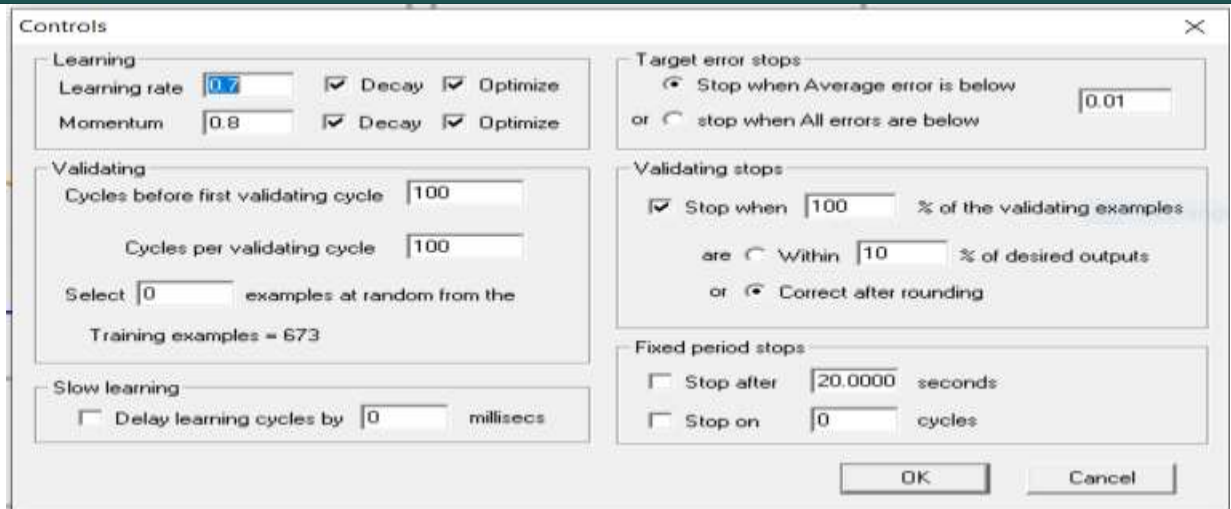 Controls
Learning
Learning rate 0.7 Decay Optimize
Momentum 0.8 Decay Optimize
Validating
Cycles before first validating cycle 100
Cycles per validating cycle 100
Select 0 examples at random from the
Training examples = 673
Slow learning
Delay learning cycles by 0 millisecs
Target error stops
Stop when Average error is below
0.01
or stop when All errors are below
Validating stops
Stop when 100 % of the validating examples
are Within 10 % of desired outputs
or Correct after rounding
Fixed period stops
Stop after 20.0000 seconds
Stop on 0 cycles
OK Cancel